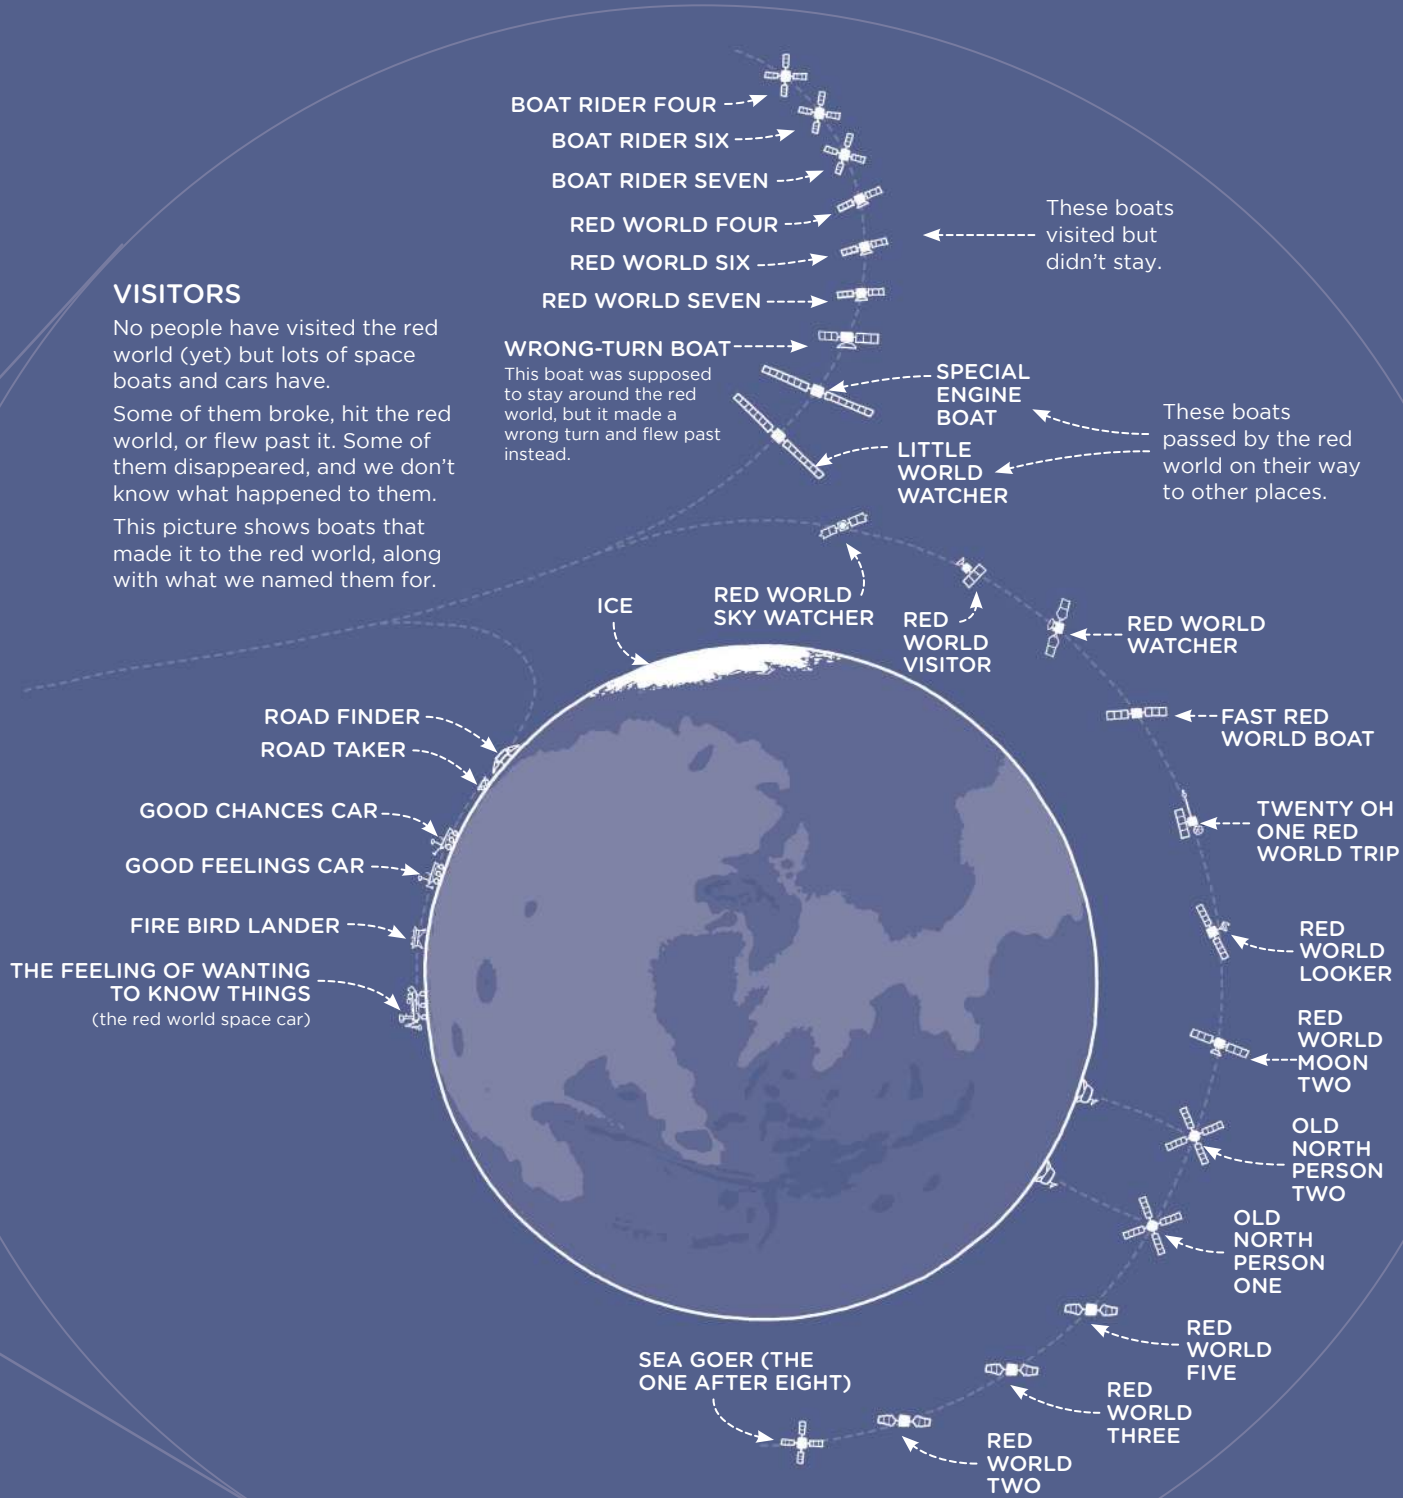 BOAT RIDER FOUR
BOAT RIDER SIX
BOAT RIDER SEVEN
RED WORLD FOUR
RED WORLD SIX
RED WORLD SEVEN
These boats
visited but
didn't stay.
VISITORS
No people have visited the red
world (yet) but lots of space
boats and cars have.
Some of them broke, hit the red
world, or flew past it. Some of
them disappeared, and we don't
know what happened to them.
This picture shows boats that
made it to the red world, along
with what we named them for.
WRONG-TURN BOAT
This boat was supposed
to stay around the red
world, but it made a
wrong turn and flew past
instead.
SPECIAL
ENGINE
BOAT
LITTLE
WORLD
WATCHER
These boats
passed by the red
world on their way
to other places.
ICE
RED WORLD
SKY WATCHER
RED
WORLD
VISITOR
RED WORLD
WATCHER
FAST RED
WORLD BOAT
TWENTY OH
ONE RED
WORLD TRIP
RED
WORLD
LOOKER
RED
WORLD
MOON
TWO
OLD
NORTH
PERSON
TWO
OLD
NORTH
PERSON
ONE
RED
WORLD
FIVE
RED
WORLD
THREE
RED
WORLD
TWO
SEA GOER (THE
ONE AFTER EIGHT)
ROAD FINDER
ROAD TAKER
GOOD CHANCES CAR
GOOD FEELINGS CAR
FIRE BIRD LANDER
THE FEELING OF WANTING
TO KNOW THINGS
(the red world space car)